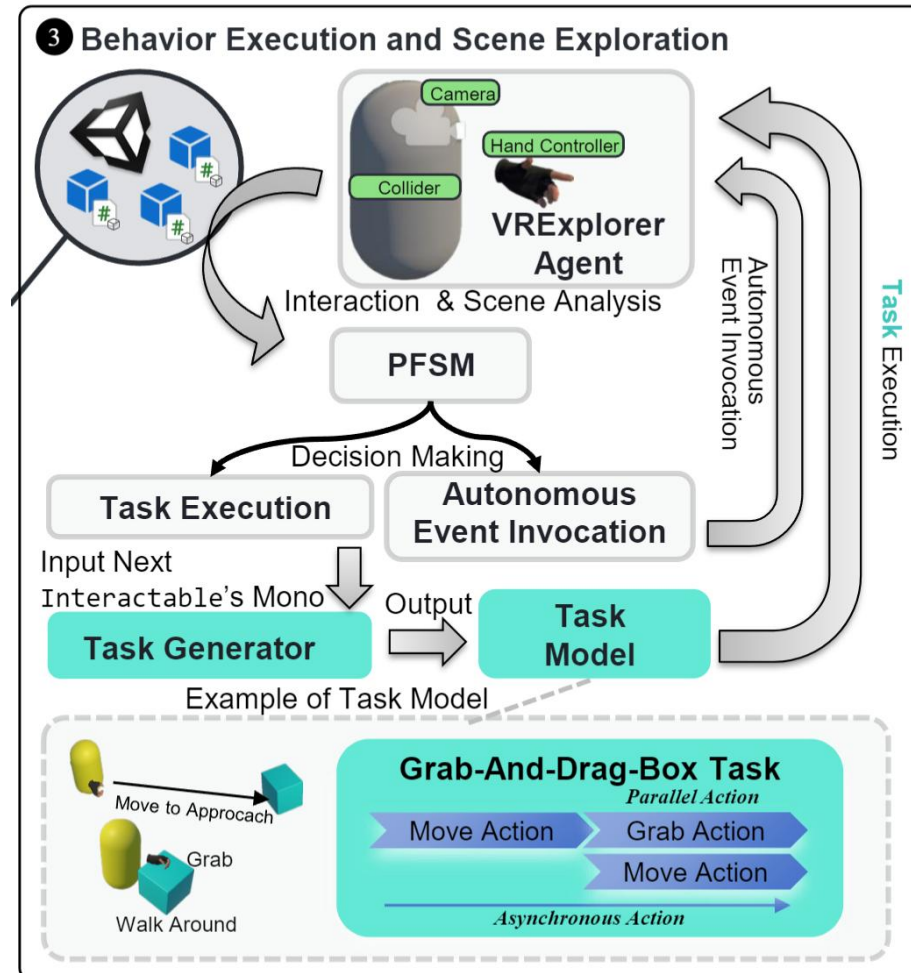 3 Behavior Execution and Scene Exploration
Camera
Hand Controller
Collider
VRExplorer
Agent
#
#
#
Interaction & Scene Analysis
Autonomous
Event Invocation
Task Execution
PFSM
Decision Making
Task Execution
Autonomous
Event Invocation
Input Next
Interactable's Mono
Output
Task Generator
Task
Model
Example of Task Model
Move to Approcach
Grab
Walk Around
Grab-And-Drag-Box Task
Parallel Action
Move Action
Grab Action
Move Action
Asynchronous Action